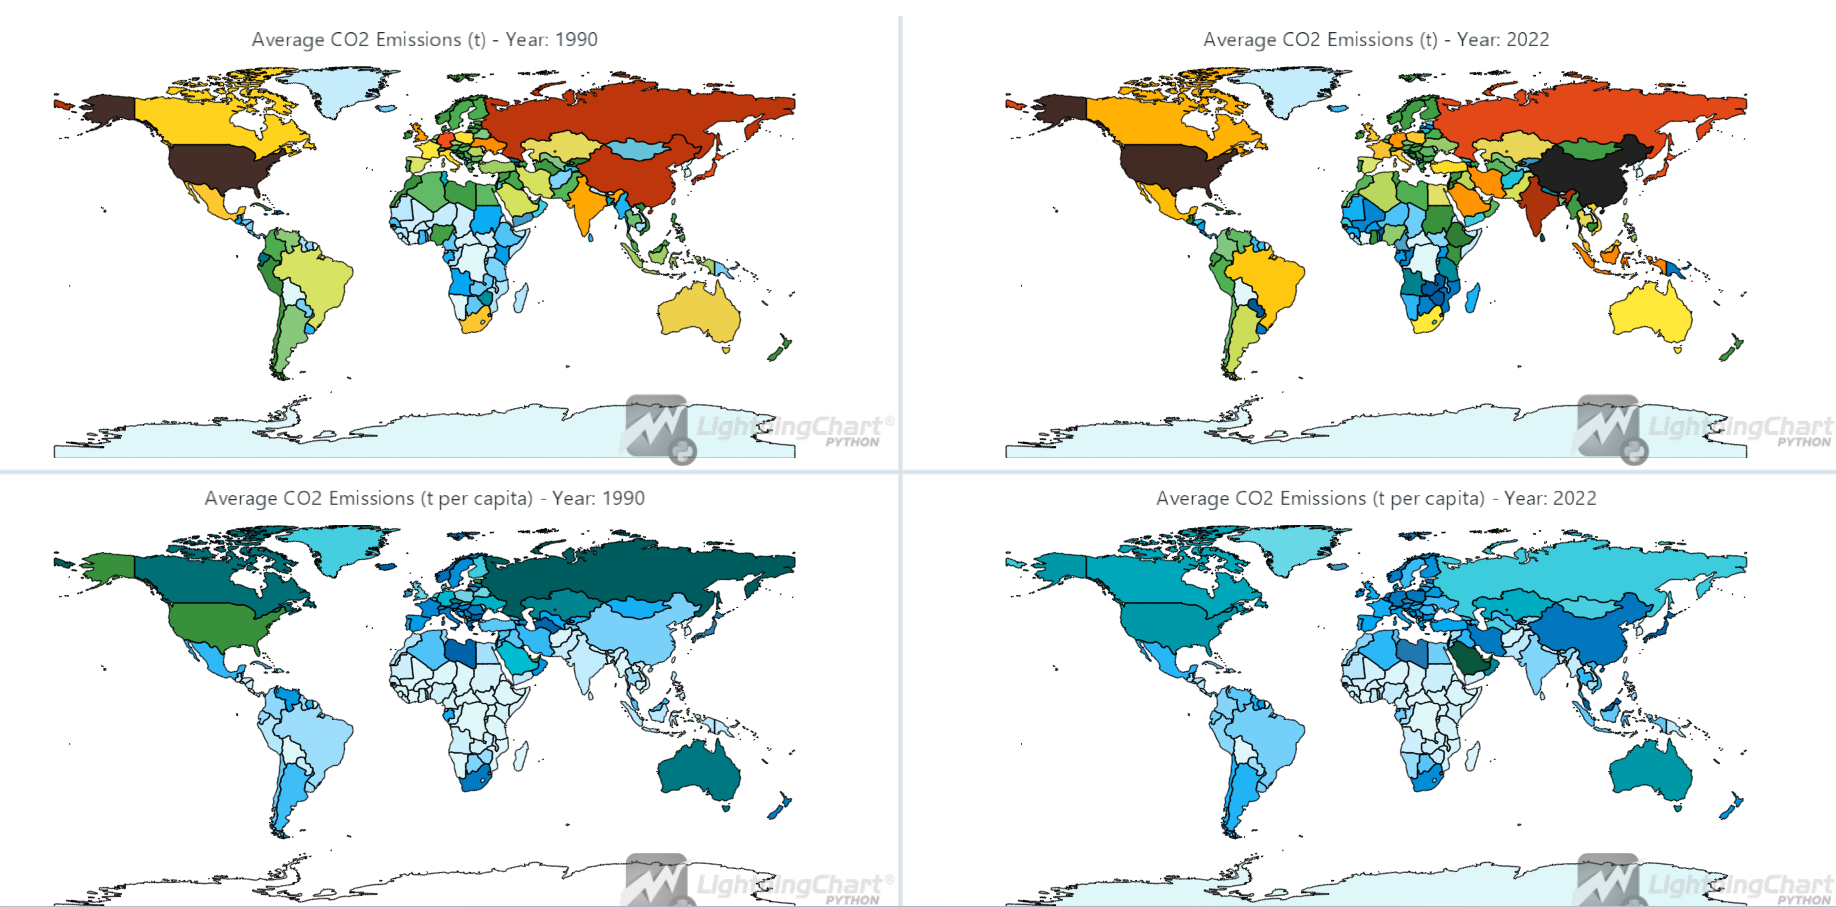 Average CO2 Emissions (t) - Year: 1990
Average CO2 Emissions (t) - Year: 2022
LightningChart®
PYTHON
LightningChart
PYTHON
Average CO2 Emissions (t per capita) - Year: 1990
Average CO2 Emissions (t per capita) - Year: 2022
LightningChart®
PYTHON
LightningChart
PYTHON